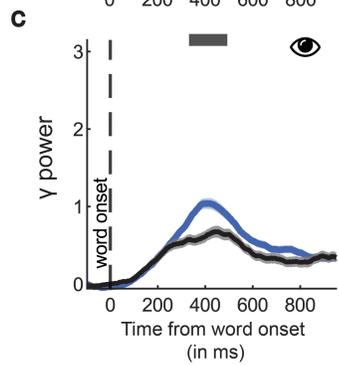 0 200 400 600 800
c
3
2
1
0
γ power
word onset
0 200 400 600 800
Time from word onset
(in ms)